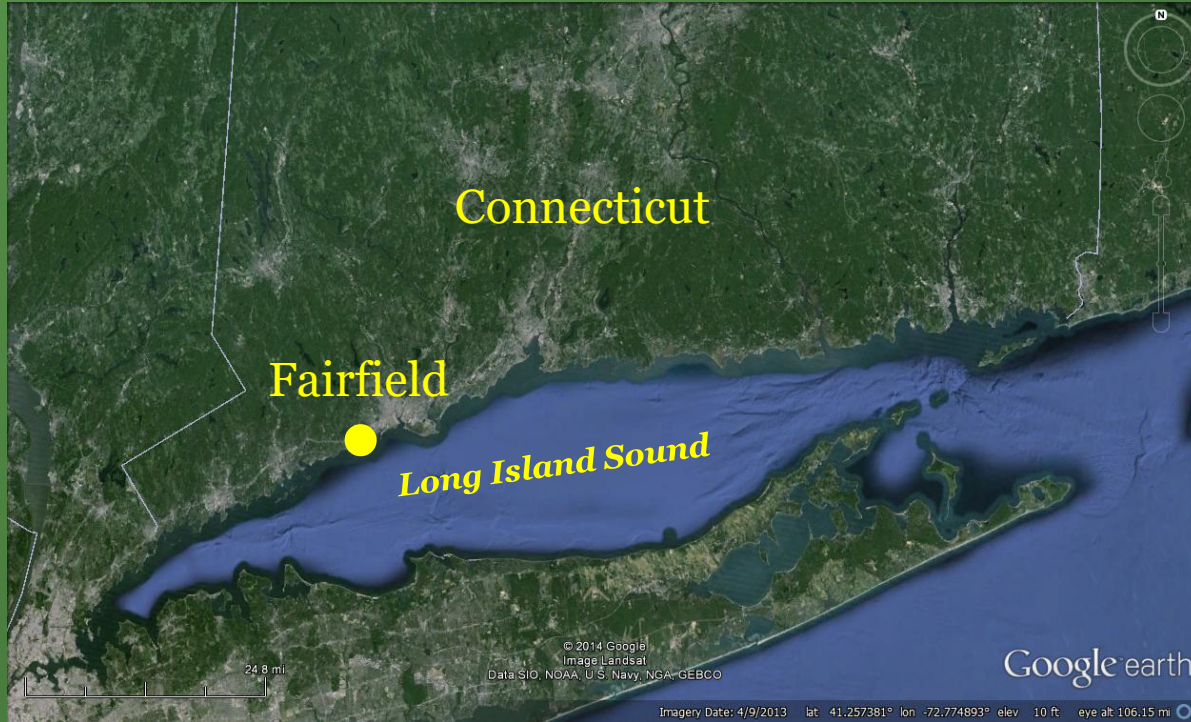 N
Connecticut
Fairfield
Long Island Sound
24.8 mi
© 2014 Google
Image Landsat
Data SIO, NOAA, U.S. Navy, NGA, GEBCO
Google earth
Imagery Date: 4/9/2013 lat 41.257381° lon -72.774893° elev 10 ft eye alt 106.15 mi